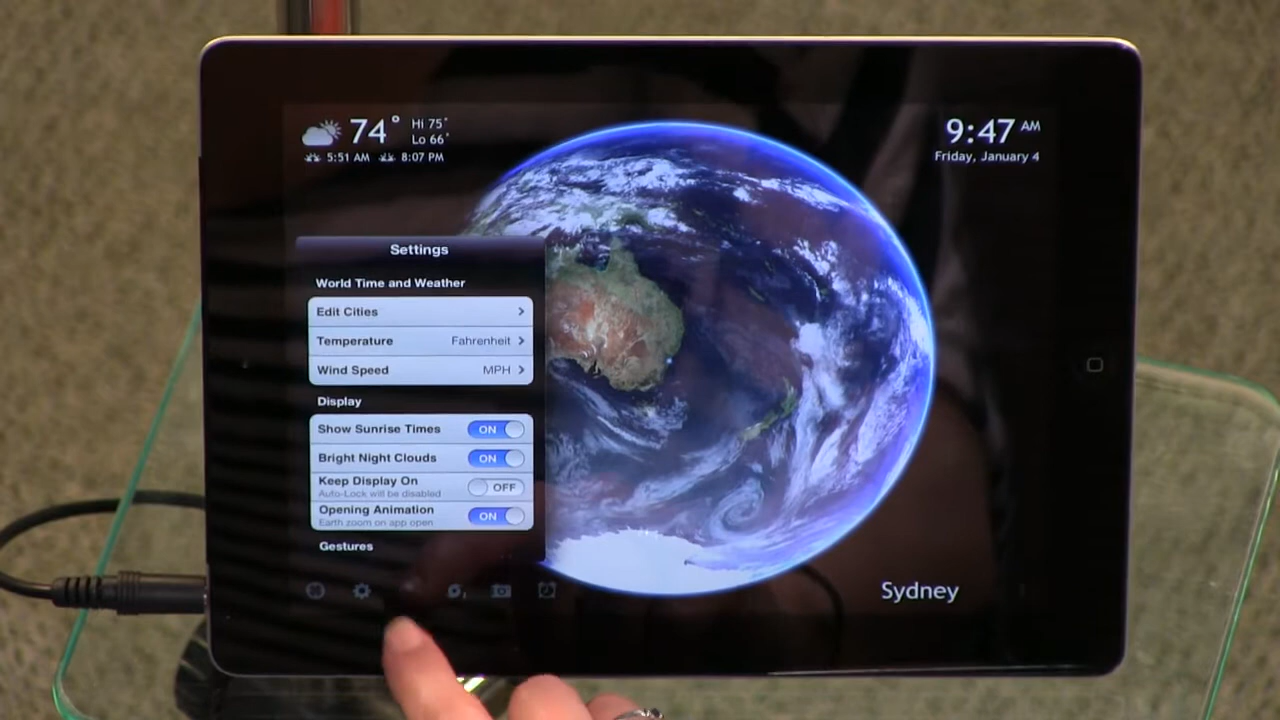 74° Hi 75°
Lo 66°
5:51 AM 8:07 PM
9:47 AM
Friday, January 4
Settings
World Time and Weather
Edit Cities
Temperature Fahrenheit
Wind Speed MPH
Display
Show Sunrise Times ON
Bright Night Clouds ON
Keep Display On OFF
Auto-Lock will be disabled
Opening Animation ON
Earth zoom on app open
Gestures
Sydney